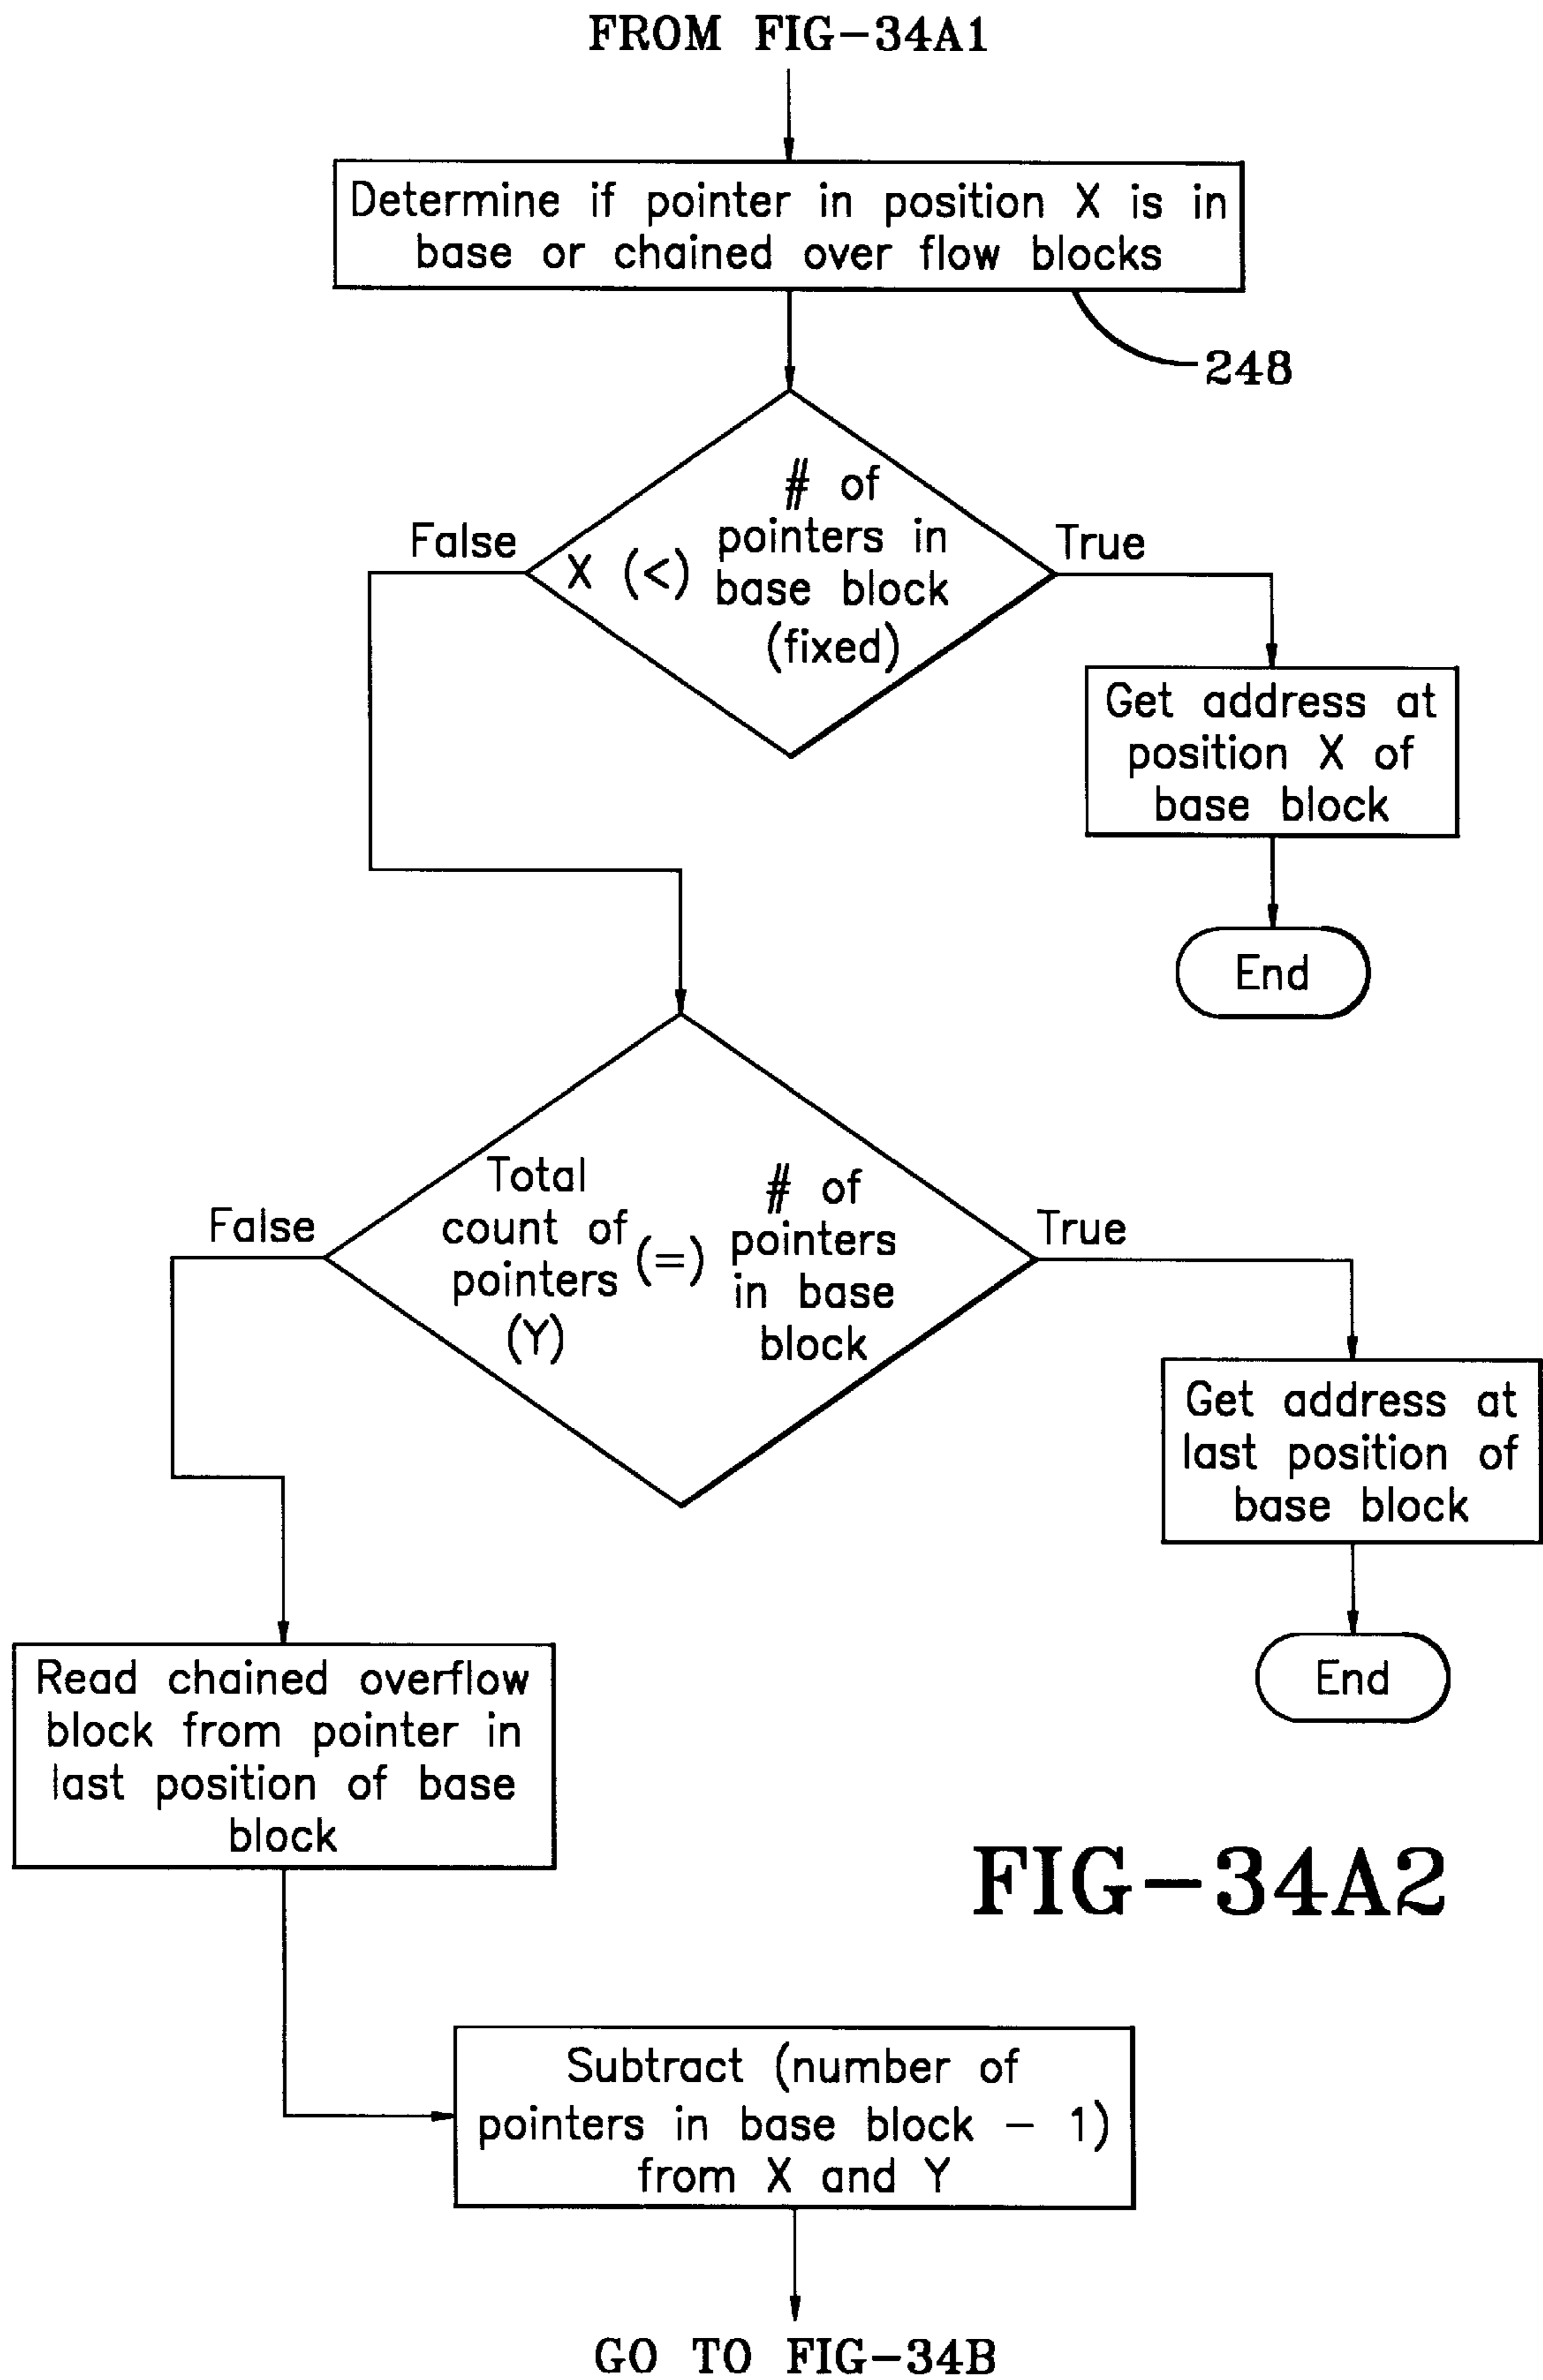 FROM FIG-34A1
Determine if pointer in position X is in
base or chained over flow blocks
248
False
X (<)
# of
pointers in
base block
(fixed)
True
Get address at
position X of
base block
End
False
Total
count of
pointers
(Y)
(=)
# of
pointers
in base
block
True
Get address at
last position of
base block
End
Read chained overflow
block from pointer in
last position of base
block
FIG-34A2
Subtract (number of
pointers in base block - 1)
from X and Y
GO TO FIG-34B